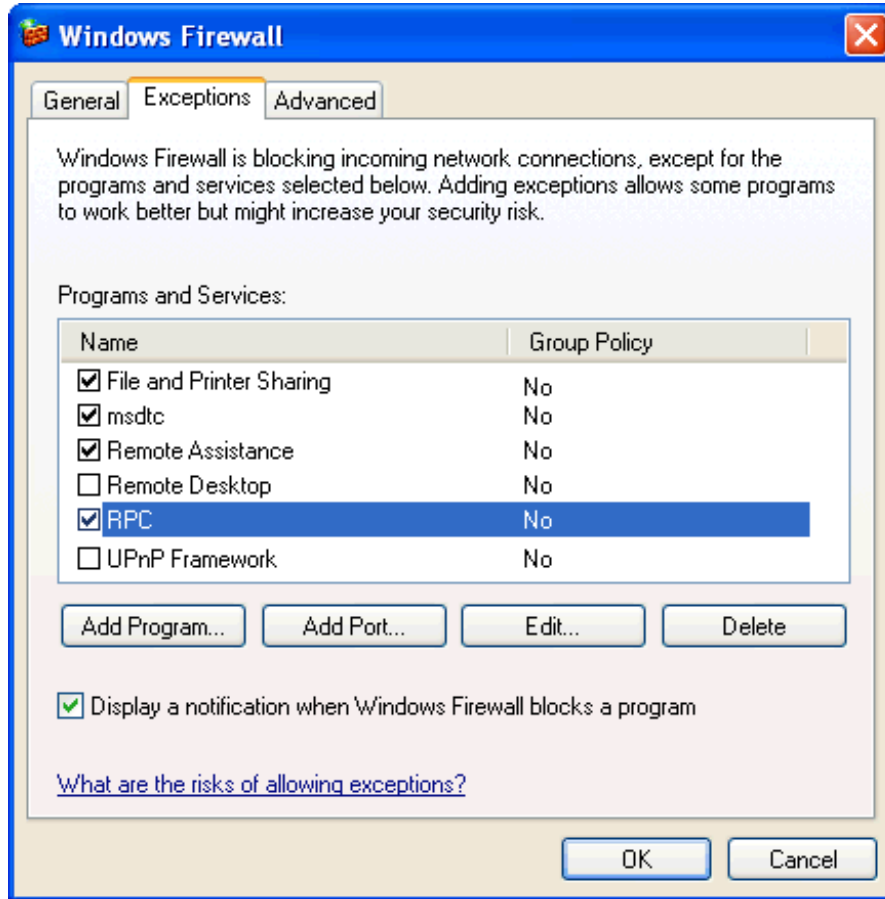 Windows Firewall
General Exceptions Advanced
Windows Firewall is blocking incoming network connections, except for the
programs and services selected below. Adding exceptions allows some programs
to work better but might increase your security risk.
Programs and Services:
Name Group Policy
File and Printer Sharing No
msdtc No
Remote Assistance No
Remote Desktop No
RPC No
UPnP Framework No
Add Program... Add Port... Edit... Delete
Display a notification when Windows Firewall blocks a program
What are the risks of allowing exceptions?
OK Cancel